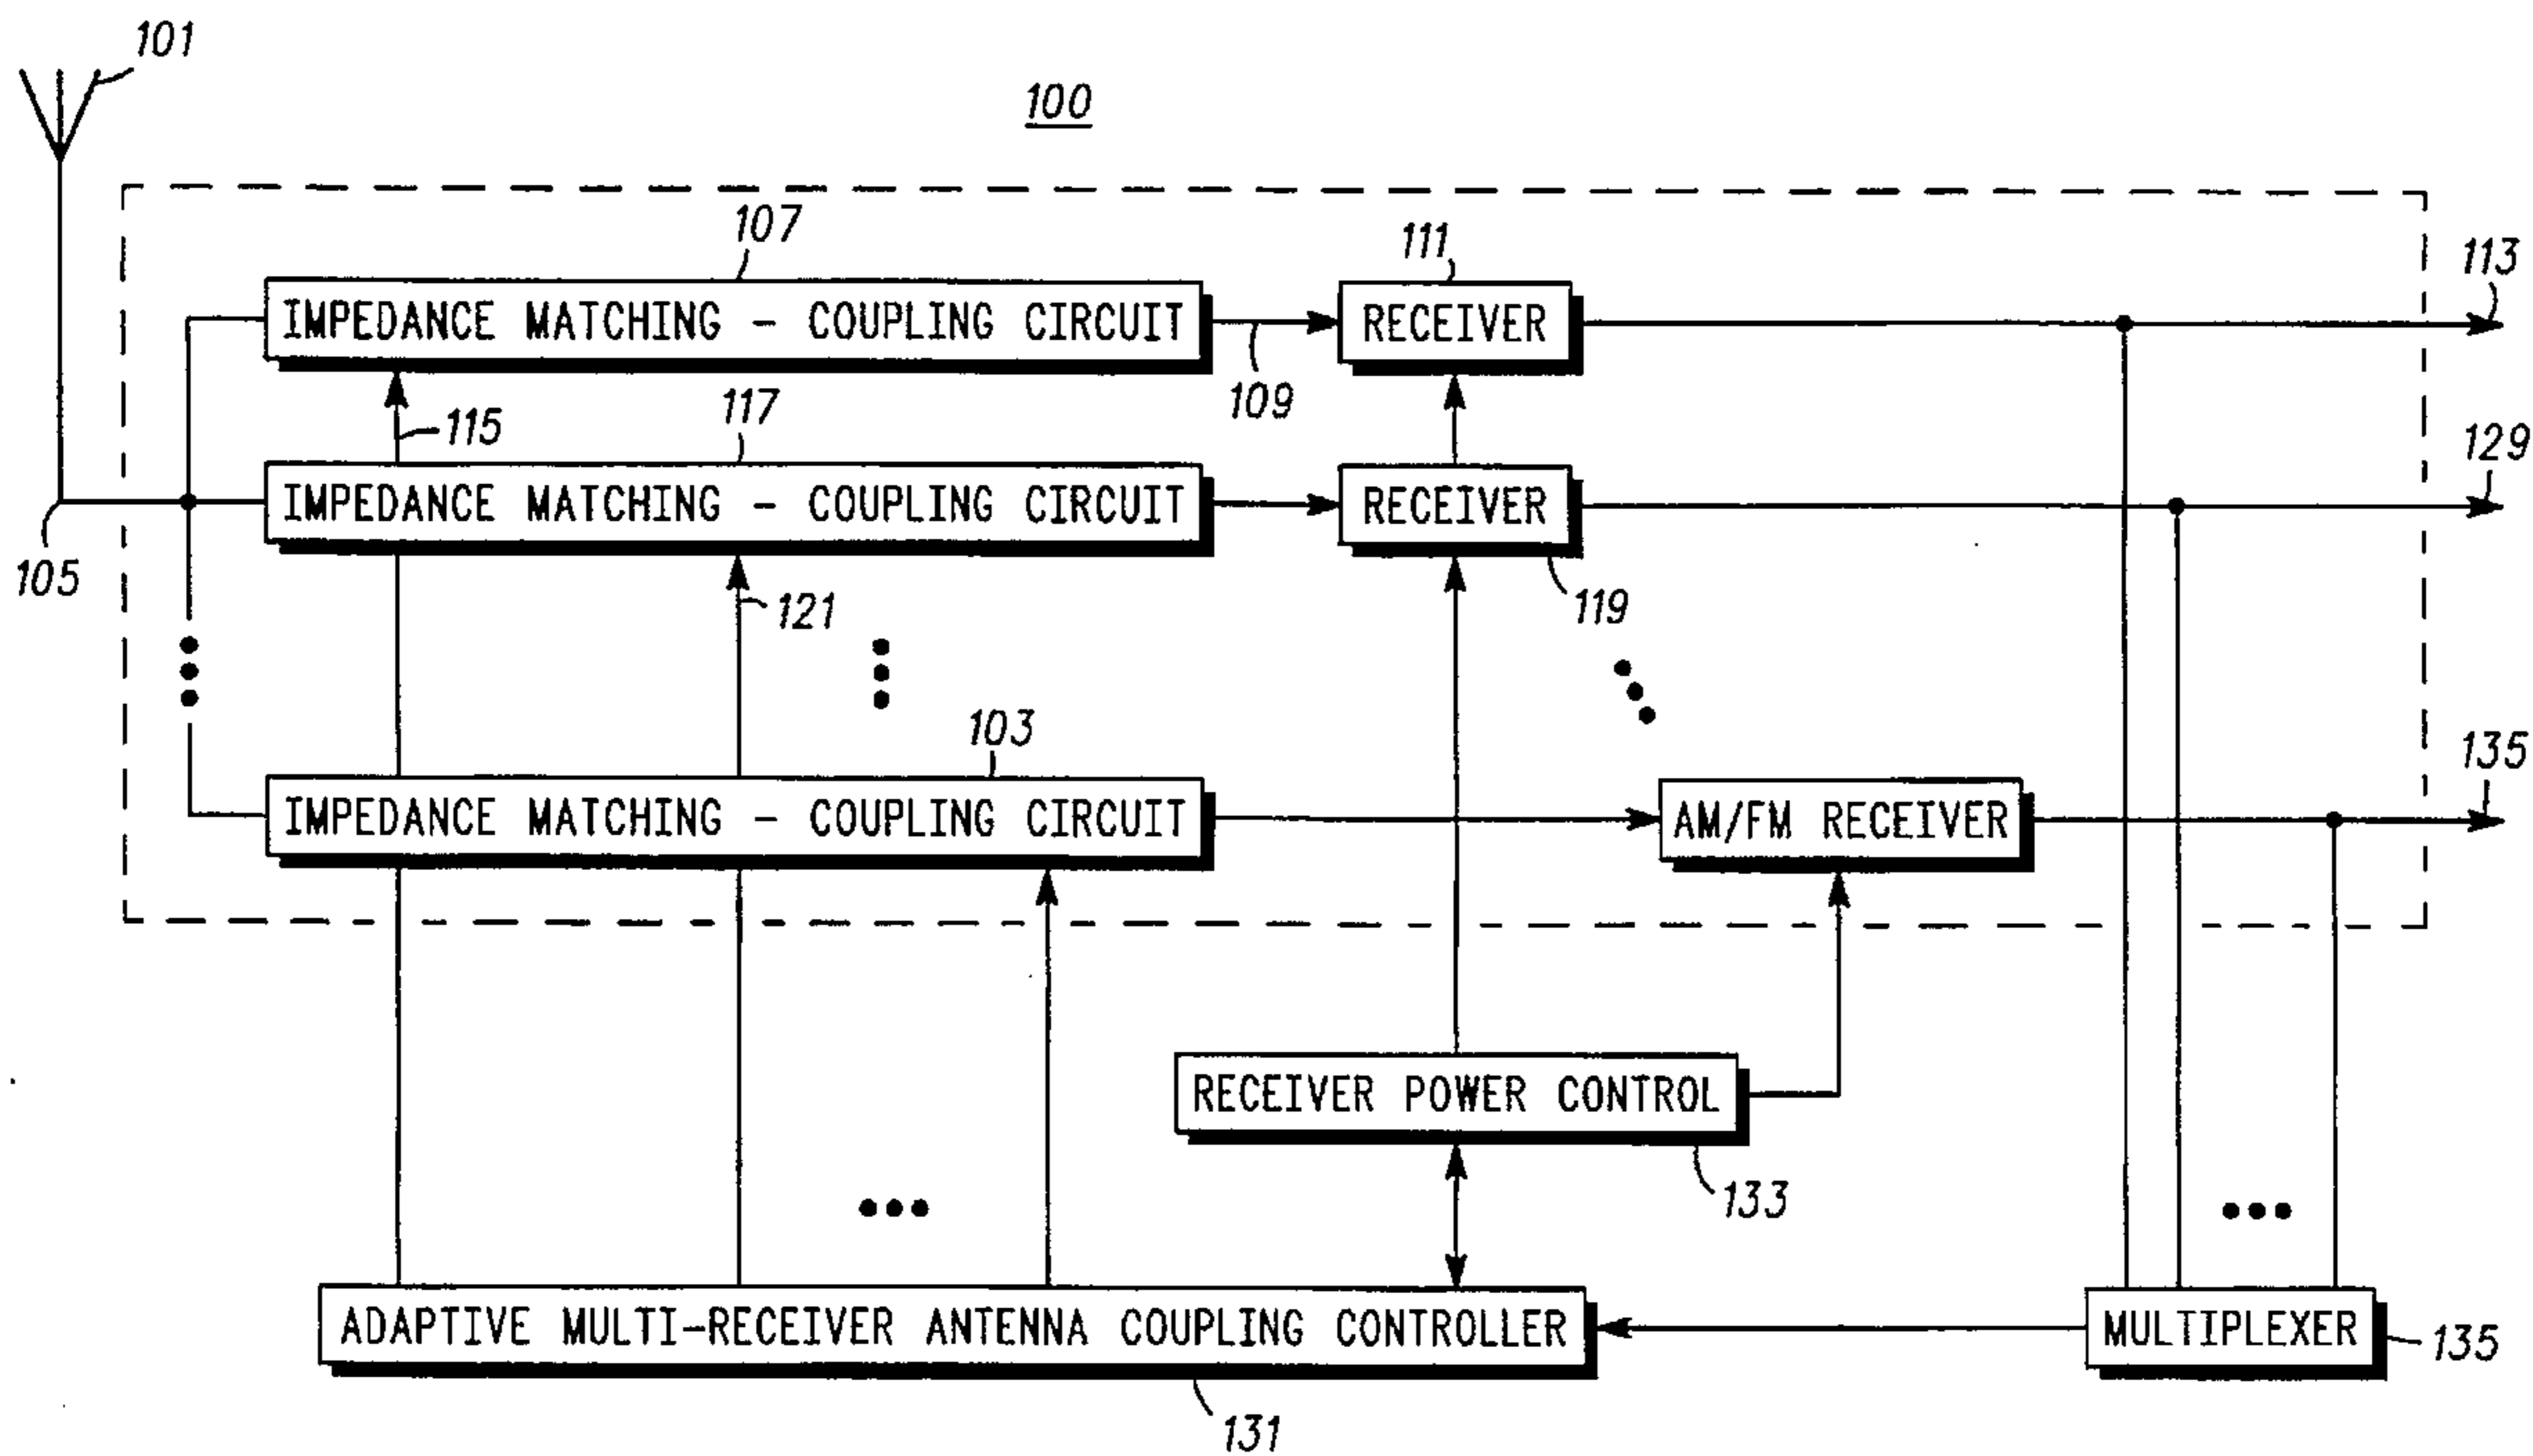 101
100
107
111
113
IMPEDANCE MATCHING - COUPLING CIRCUIT
RECEIVER
109
115
117
129
IMPEDANCE MATCHING - COUPLING CIRCUIT
RECEIVER
105
121
119
103
135
IMPEDANCE MATCHING - COUPLING CIRCUIT
AM/FM RECEIVER
RECEIVER POWER CONTROL
133
ADAPTIVE MULTI-RECEIVER ANTENNA COUPLING CONTROLLER
MULTIPLEXER
135
131